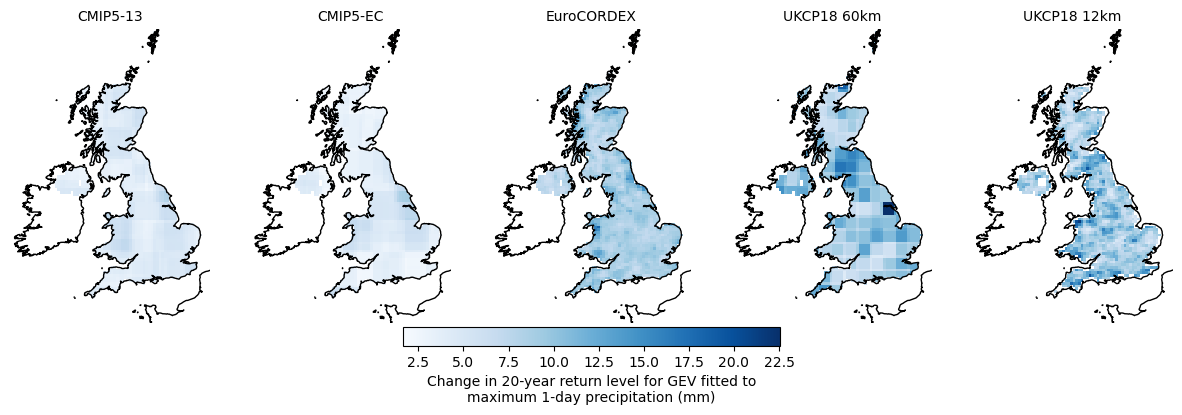 CMIP5-13
CMIP5-EC
EuroCORDEX
UKCP18 60km
UKCP18 12km
2.5 5.0 7.5 10.0 12.5 15.0 17.5 20.0 22.5
Change in 20-year return level for GEV fitted to
maximum 1-day precipitation (mm)